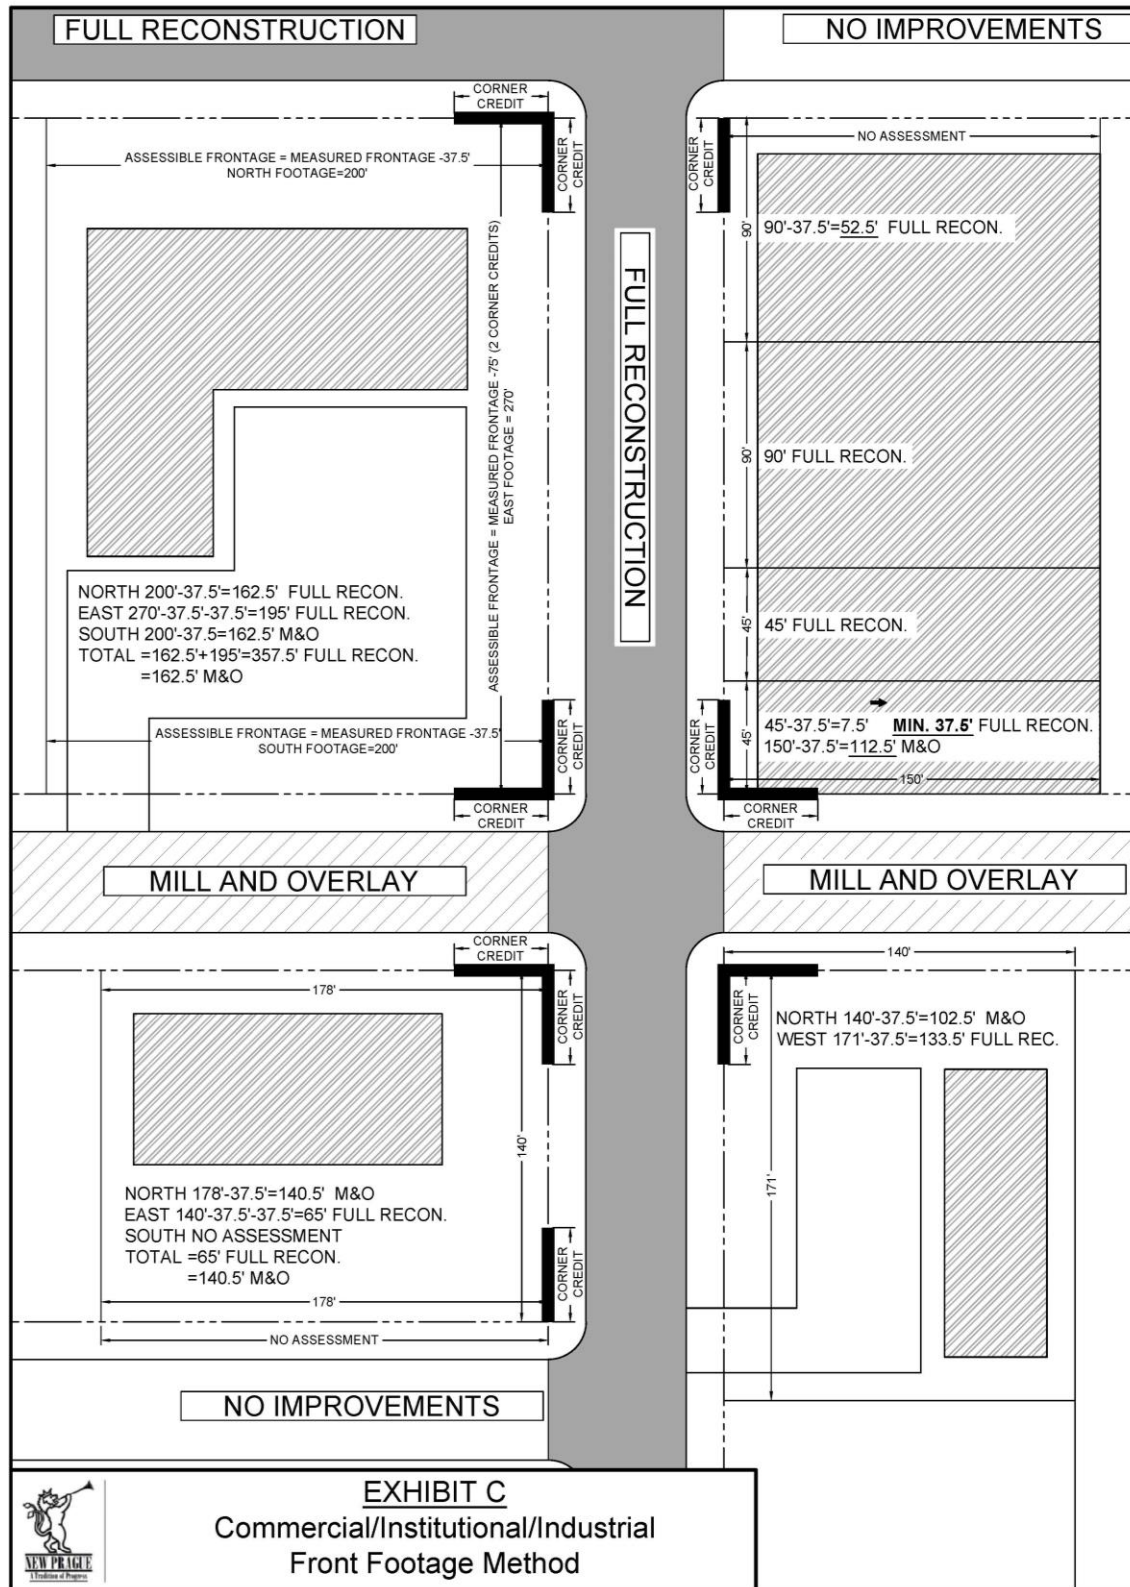 FULL RECONSTRUCTION
NO IMPROVEMENTS
CORNER
CREDIT
CORNER
CREDIT
ASSESSIBLE FRONTAGE = MEASURED FRONTAGE -37.5'
NORTH FOOTAGE=200'
ASSESSIBLE FRONTAGE = MEASURED FRONTAGE -75' (2 CORNER CREDITS)
EAST FOOTAGE = 270'
NORTH 200'-37.5'=162.5' FULL RECON.
EAST 270'-37.5'-37.5'=195' FULL RECON.
SOUTH 200'-37.5=162.5' M&O
TOTAL =162.5'+195'=357.5' FULL RECON.
=162.5' M&O
ASSESSIBLE FRONTAGE = MEASURED FRONTAGE -37.5'
SOUTH FOOTAGE=200'
CORNER
CREDIT
CORNER
CREDIT
FULL RECONSTRUCTION
CORNER
CREDIT
NO ASSESSMENT
90'
90'-37.5'=52.5' FULL RECON.
90'
90' FULL RECON.
45'
45' FULL RECON.
45'
45'-37.5'=7.5' MIN. 37.5' FULL RECON.
150'-37.5'=112.5' M&O
150'
CORNER
CREDIT
CORNER
CREDIT
MILL AND OVERLAY
MILL AND OVERLAY
CORNER
CREDIT
178'
CORNER
CREDIT
140'
NORTH 178'-37.5'=140.5' M&O
EAST 140'-37.5'-37.5'=65' FULL RECON.
SOUTH NO ASSESSMENT
TOTAL =65' FULL RECON.
=140.5' M&O
CORNER
CREDIT
178'
NO ASSESSMENT
140'
CORNER
CREDIT
NORTH 140'-37.5'=102.5' M&O
WEST 171'-37.5'=133.5' FULL REC.
171'
NO IMPROVEMENTS
NEW PRAGUE
A Tradition of Progress
EXHIBIT C
Commercial/Institutional/Industrial
Front Footage Method